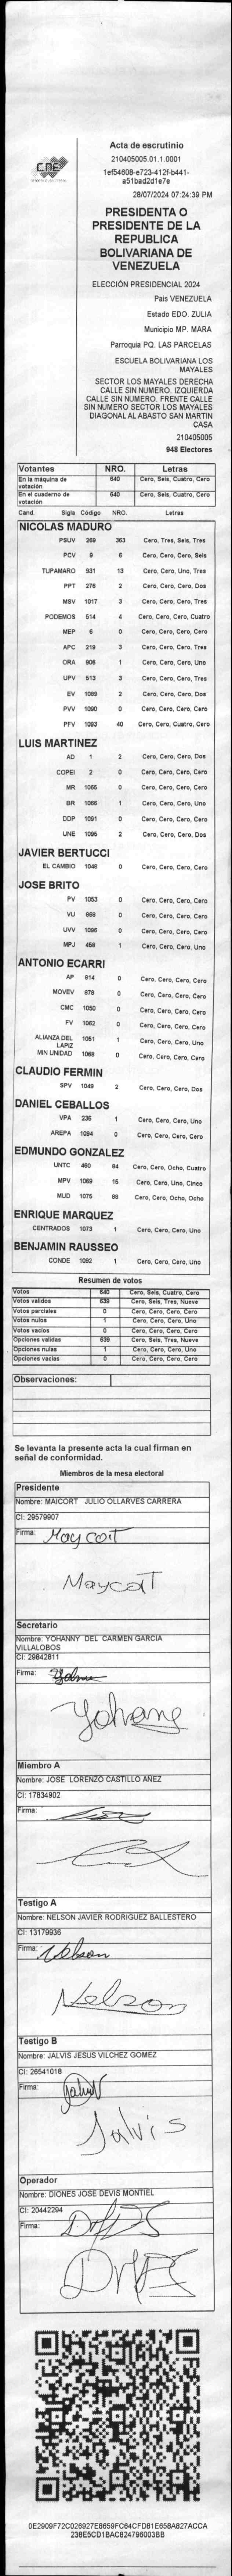 CNE
Acta de escrutinio
210405005.01.1.0001
1ef54608-e723-412f-b441-
a51bad2d1e7e
28/07/2024 07:24:39 PM
PRESIDENTA O
PRESIDENTE DE LA
REPUBLICA
BOLIVARIANA DE
VENEZUELA
ELECCIÓN PRESIDENCIAL 2024
Pais VENEZUELA
Estado EDO. ZULIA
Municipio MP. MARA
Parroquia PQ. LAS PARCELAS
ESCUELA BOLIVARIANA LOS
MAYALES
SECTOR LOS MAYALES DERECHA
CALLE SIN NUMERO. IZQUIERDA
CALLE SIN NUMERO. FRENTE CALLE
SIN NUMERO SECTOR LOS MAYALES
DIAGONAL AL ABASTO SAN MARTIN
CASA
210405005
948 Electores
Votantes NRO. Letras
En la máquina de votación 640 Cero, Seis, Cuatro, Cero
En el cuaderno de votación 640 Cero, Seis, Cuatro, Cero
Cand. Sigla Código NRO. Letras
NICOLAS MADURO
PSUV 269 363 Cero, Tres, Seis, Tres
PCV 9 6 Cero, Cero, Cero, Seis
TUPAMARO 931 13 Cero, Cero, Uno, Tres
PPT 276 2 Cero, Cero, Cero, Dos
MSV 1017 3 Cero, Cero, Cero, Tres
PODEMOS 514 4 Cero, Cero, Cero, Cuatro
MEP 6 0 Cero, Cero, Cero, Cero
APC 219 3 Cero, Cero, Cero, Tres
ORA 906 1 Cero, Cero, Cero, Uno
UPV 513 3 Cero, Cero, Cero, Tres
EV 1089 2 Cero, Cero, Cero, Dos
PVV 1090 0 Cero, Cero, Cero, Cero
PFV 1093 40 Cero, Cero, Cuatro, Cero
LUIS MARTINEZ
AD 1 2 Cero, Cero, Cero, Dos
COPEI 2 0 Cero, Cero, Cero, Cero
MR 1065 0 Cero, Cero, Cero, Cero
BR 1066 1 Cero, Cero, Cero, Uno
DDP 1091 0 Cero, Cero, Cero, Cero
UNE 1095 2 Cero, Cero, Cero, Dos
JAVIER BERTUCCI
EL CAMBIO 1048 0 Cero, Cero, Cero, Cero
JOSE BRITO
PV 1053 0 Cero, Cero, Cero, Cero
VU 868 0 Cero, Cero, Cero, Cero
UVV 1096 0 Cero, Cero, Cero, Cero
MPJ 456 1 Cero, Cero, Cero, Uno
ANTONIO ECARRI
AP 914 0 Cero, Cero, Cero, Cero
MOVEV 879 0 Cero, Cero, Cero, Cero
CMC 1050 0 Cero, Cero, Cero, Cero
FV 1062 0 Cero, Cero, Cero, Cero
ALIANZA DEL LAPIZ 1051 1 Cero, Cero, Cero, Uno
MIN UNIDAD 1068 0 Cero, Cero, Cero, Cero
CLAUDIO FERMIN
SPV 1049 2 Cero, Cero, Cero, Dos
DANIEL CEBALLOS
VPA 236 1 Cero, Cero, Cero, Uno
AREPA 1094 0 Cero, Cero, Cero, Cero
EDMUNDO GONZALEZ
UNTC 460 84 Cero, Cero, Ocho, Cuatro
MPV 1069 15 Cero, Cero, Uno, Cinco
MUD 1075 88 Cero, Cero, Ocho, Ocho
ENRIQUE MARQUEZ
CENTRADOS 1073 1 Cero, Cero, Cero, Uno
BENJAMIN RAUSSEO
CONDE 1092 1 Cero, Cero, Cero, Uno
Resumen de votos
Votos 640 Cero, Seis, Cuatro, Cero
Votos validos 639 Cero, Seis, Tres, Nueve
Votos parciales 0 Cero, Cero, Cero, Cero
Votos nulos 1 Cero, Cero, Cero, Uno
Votos vacíos 0 Cero, Cero, Cero, Cero
Opciones validas 639 Cero, Seis, Tres, Nueve
Opciones nulas 1 Cero, Cero, Cero, Uno
Opciones vacías 0 Cero, Cero, Cero, Cero
Observaciones:
Se levanta la presente acta la cual firman en
señal de conformidad.
Miembros de la mesa electoral
Presidente
Nombre: MAICORT JULIO OLLARVES CARRERA
CI: 29579907
Firma: Maycort
Maycort
Secretario
Nombre: YOHANNY DEL CARMEN GARCIA
VILLALOBOS
CI: 29842811
Firma:
Yohany
Miembro A
Nombre: JOSE LORENZO CASTILLO AÑEZ
CI: 17834902
Firma:
Testigo A
Nombre: NELSON JAVIER RODRIGUEZ BALLESTERO
CI: 13179936
Firma: Nelson
Nelson
Testigo B
Nombre: JALVIS JESUS VILCHEZ GOMEZ
CI: 26541016
Firma: Jalvis
Jalvis
Operador
Nombre: DIONES JOSE DEVIS MONTIEL
CI: 20442294
Firma:
0E2909F72C026927E8659FC64CFD81E658A827ACCA
238E5CD1BAC824796003BB